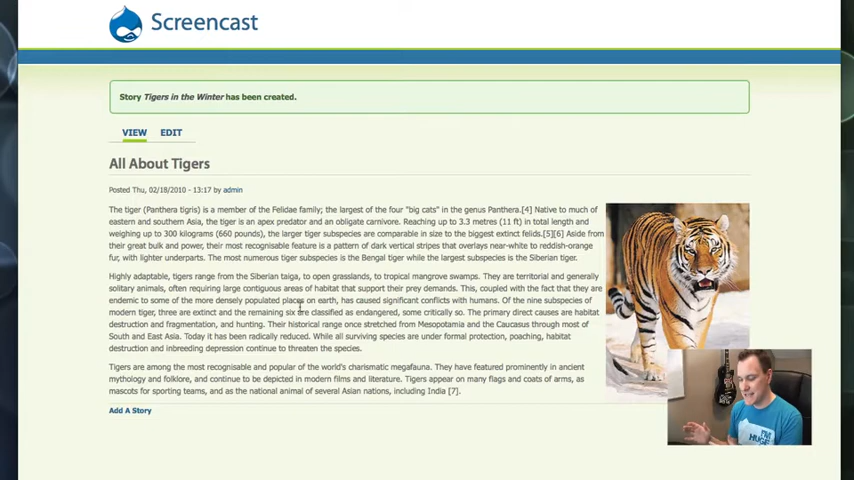 Screencast
Story Tigers in the Winter has been created.
VIEW EDIT
All About Tigers
Posted Thu, 02/18/2010 - 13:17 by admin
The tiger (Panthera tigris) is a member of the Felidae family; the largest of the four "big cats" in the genus Panthera.[4] Native to much of
eastern and southern Asia, the tiger is an apex predator and an obligate carnivore. Reaching up to 3.3 metres (11 ft) in total length and
weighing up to 300 kilograms (660 pounds), the larger tiger subspecies are comparable in size to the biggest extinct felids.[5][6] Aside from
their great bulk and power, their most recognisable feature is a pattern of dark vertical stripes that overlays near-white to reddish-orange
fur, with lighter underparts. The most numerous tiger subspecies is the Bengal tiger while the largest subspecies is the Siberian tiger.
Highly adaptable, tigers range from the Siberian taiga, to open grasslands, to tropical mangrove swamps. They are territorial and generally
solitary animals, often requiring large contiguous areas of habitat that support their prey demands. This, coupled with the fact that they are
endemic to some of the more densely populated places on earth, has caused significant conflicts with humans. Of the nine subspecies of
modern tiger, three are extinct and the remaining six are classified as endangered, some critically so. The primary direct causes are habitat
destruction and fragmentation, and hunting. Their historical range once stretched from Mesopotamia and the Caucasus through most of
South and East Asia. Today it has been radically reduced. While all surviving species are under formal protection, poaching, habitat
destruction and inbreeding depression continue to threaten the species.
Tigers are among the most recognisable and popular of the world's charismatic megafauna. They have featured prominently in ancient
mythology and folklore, and continue to be depicted in modern films and literature. Tigers appear on many flags and coats of arms, as
mascots for sporting teams, and as the national animal of several Asian nations, including India [7].
Add A Story
I'M
HUGE